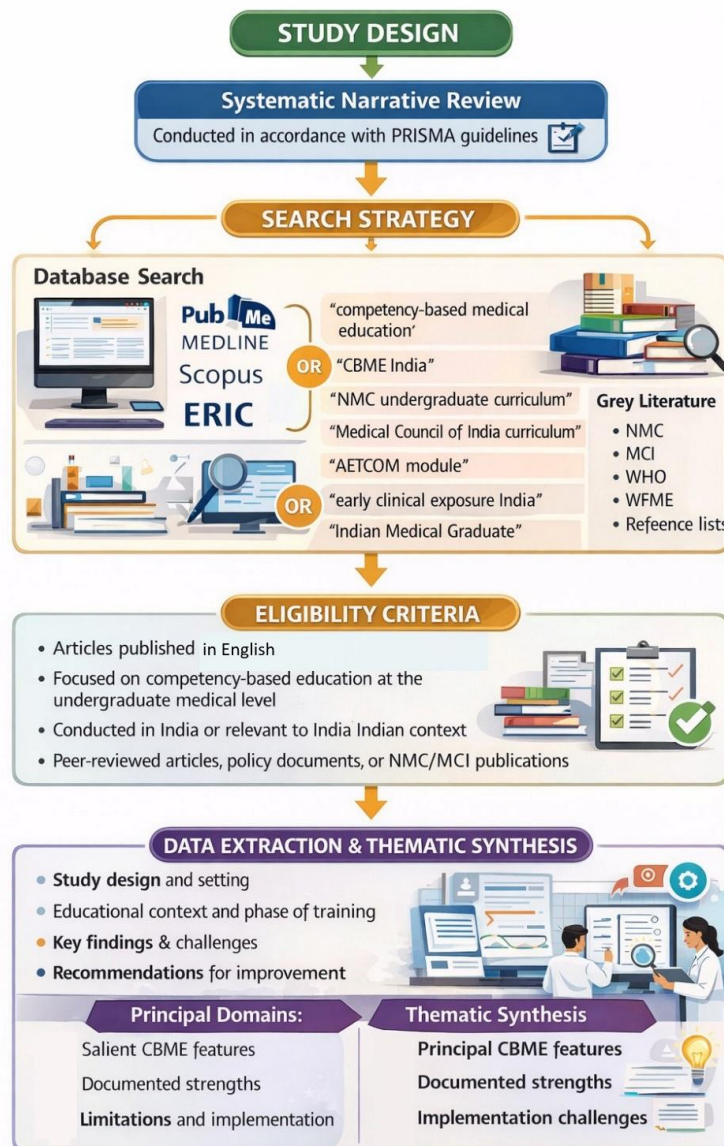 STUDY DESIGN
Systematic Narrative Review
Conducted in accordance with PRISMA guidelines
SEARCH STRATEGY
Database Search
Pub Me
MEDLINE
Scopus
ERIC
OR
OR
“competency-based medical
education’
“CBME India”
“NMC undergraduate curriculum”
“Medical Council of India curriculum”
“AETCOM module”
“early clinical exposure India”
“Indian Medical Graduate”
Grey Literature
• NMC
• MCI
• WHO
• WFME
• Refeence lists
ELIGIBILITY CRITERIA
• Articles published in English
• Focused on competency-based education at the
undergraduate medical level
• Conducted in India or relevant to India Indian context
• Peer-reviewed articles, policy documents, or NMC/MCI publications
DATA EXTRACTION & THEMATIC SYNTHESIS
• Study design and setting
• Educational context and phase of training
• Key findings & challenges
• Recommendations for improvement
Principal Domains:
Salient CBME features
Documented strengths
Limitations and implementation
Thematic Synthesis
Principal CBME features
Documented strengths
Implementation challenges